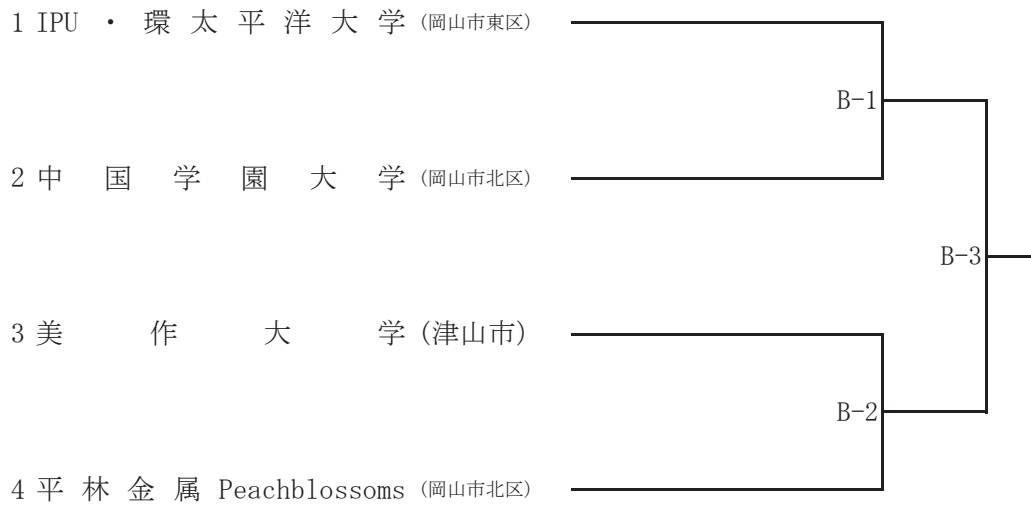 1 IPU ・ 環太平洋大学 (岡山市東区)
B-1
2 中国学園大学 (岡山市北区)
B-3
3 美作大学 (津山市)
B-2
4 平林金属 Peachblossoms (岡山市北区)